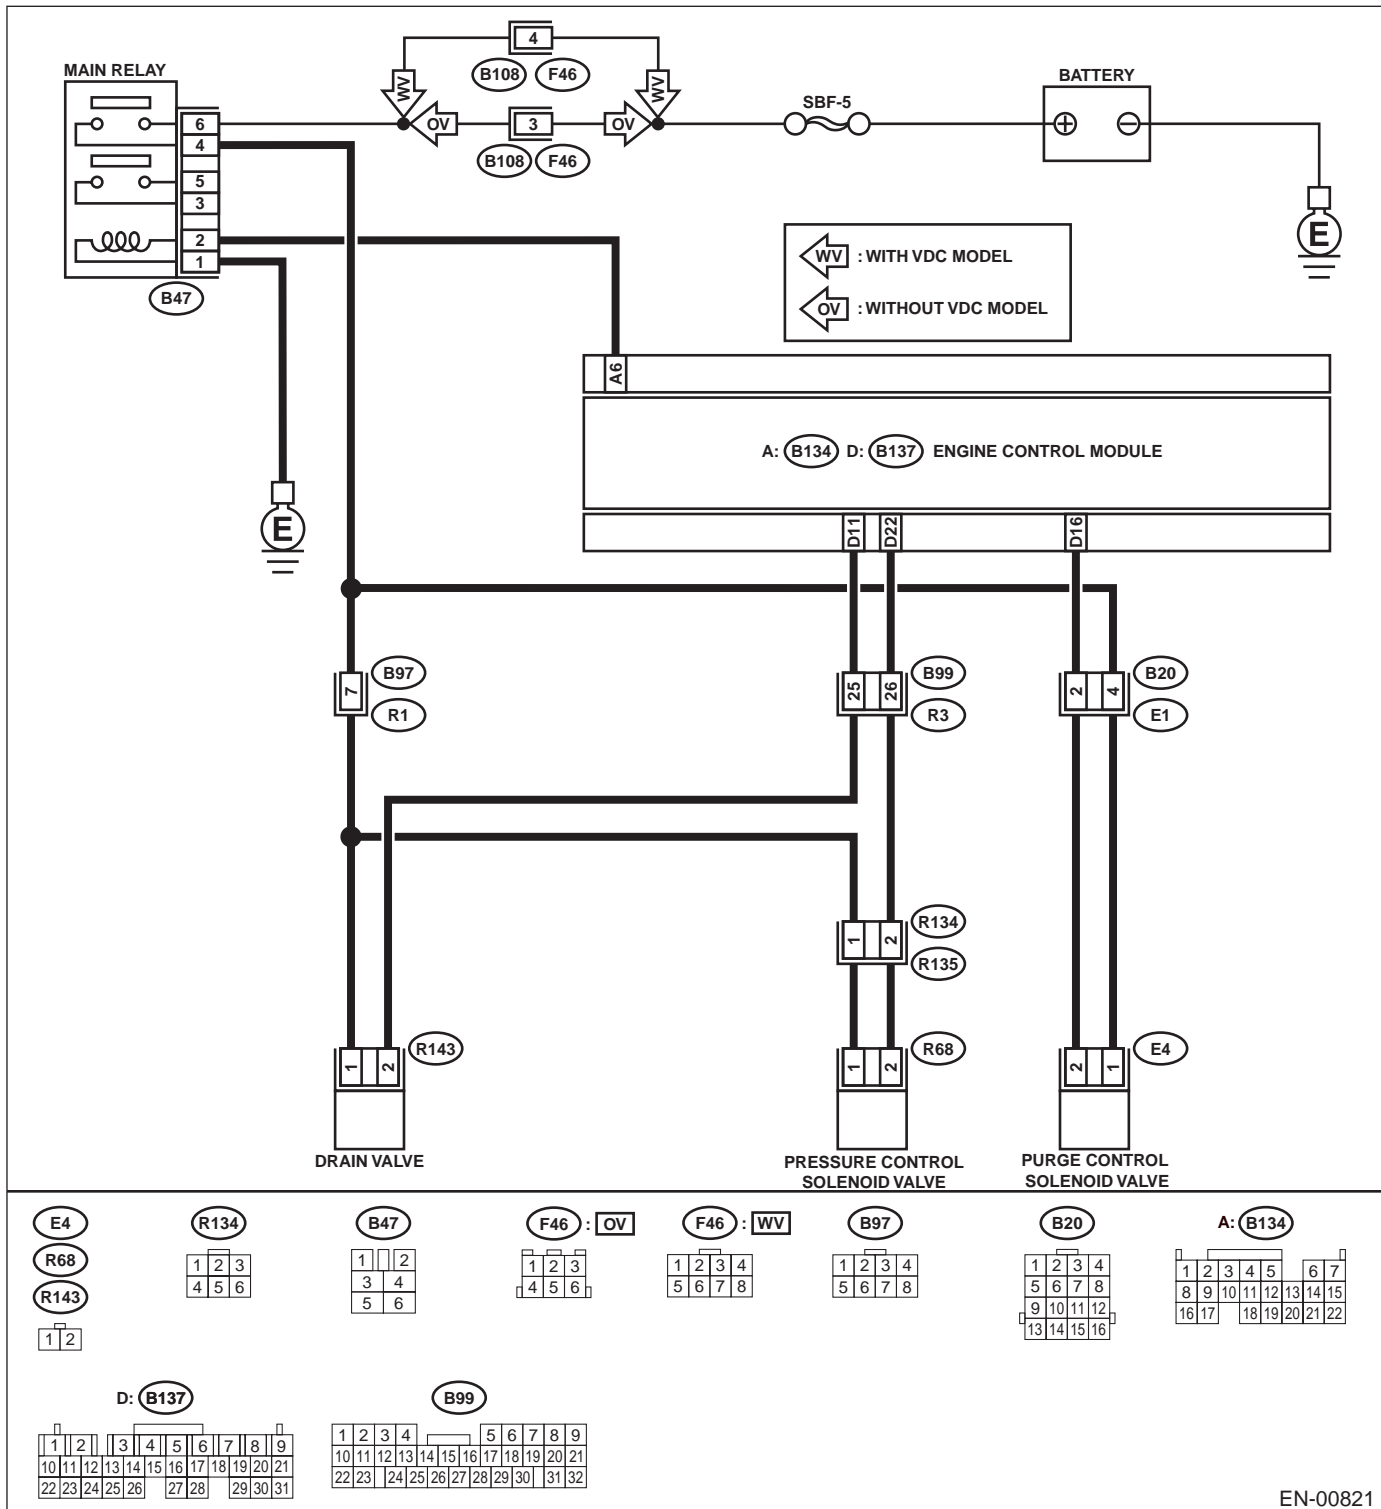 MAIN RELAY
6
4
5
3
2
1
B47
4
B108 F46
WV WV
OV 3 OV
B108 F46
SBF-5
BATTERY
+ −
E
WV : WITH VDC MODEL
OV : WITHOUT VDC MODEL
A6
A: B134 D: B137 ENGINE CONTROL MODULE
D11 D22 D16
E
7 B97
R1
25 26 B99
R3
2 4 B20
E1
1 2 R134
R135
1 2 R143
DRAIN VALVE
1 2 R68
PRESSURE CONTROL
SOLENOID VALVE
2 1 E4
PURGE CONTROL
SOLENOID VALVE
E4
R68
R143
1 2
R134
1 2 3
4 5 6
B47
1 2
3 4
5 6
F46 : OV
1 2 3
4 5 6
F46 : WV
1 2 3 4
5 6 7 8
B97
1 2 3 4
5 6 7 8
B20
1 2 3 4
5 6 7 8
9 10 11 12
13 14 15 16
A: B134
1 2 3 4 5 6 7
8 9 10 11 12 13 14 15
16 17 18 19 20 21 22
D: B137
1 2 3 4 5 6 7 8 9
10 11 12 13 14 15 16 17 18 19 20 21
22 23 24 25 26 27 28 29 30 31
B99
1 2 3 4 5 6 7 8 9
10 11 12 13 14 15 16 17 18 19 20 21
22 23 24 25 26 27 28 29 30 31 32
EN-00821